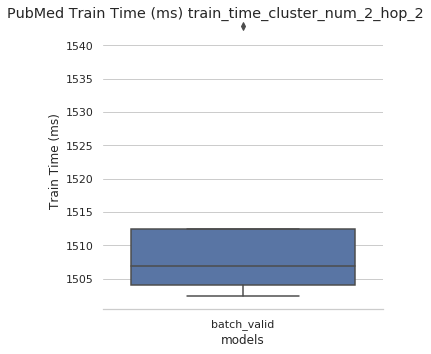 PubMed Train Time (ms) train_time_cluster_num_2_hop_2
1540
1535
1530
1525
1520
1515
1510
1505
Train Time (ms)
batch_valid
models